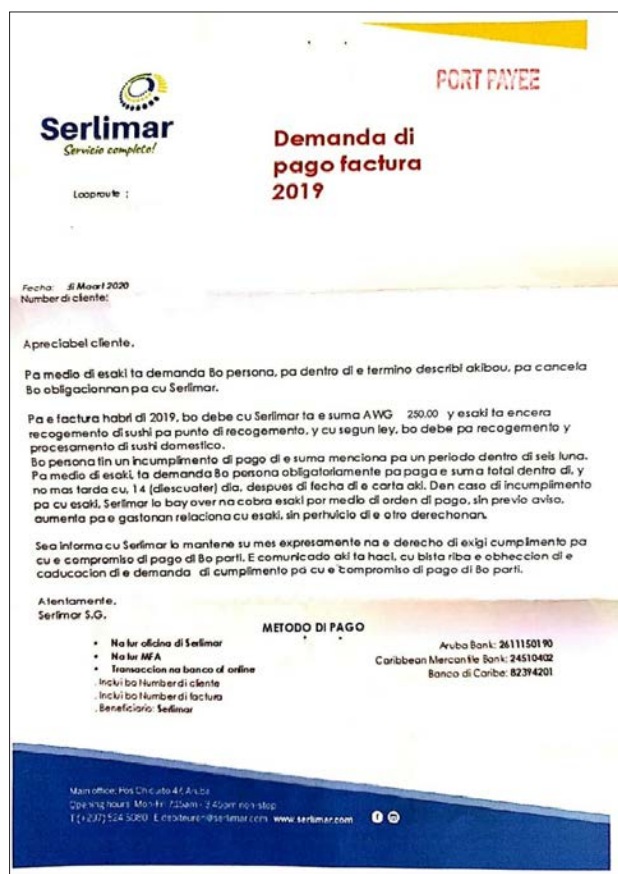 PORT PAYEE
Serlimar
Servicio completo!
Demanda di
pago factura
2019
Looproute :
Fecha: di Maart 2020
Number di cliente:
Apreciabel cliente,
Pa medio di esaki ta demanda Bo persona, pa dentro di e termino describi akibou, pa cancela
Bo obligacionnan pa cu Serlimar.
Pa e factura habri di 2019, bo debe cu Serlimar ta e suma AWG 250.00 y esaki ta encera
recogemento di sushi pa punto di recogemento, y cu segun ley, bo debe pa recogemento y
procesamento di sushi domestico.
Bo persona tin un incumplimento di pago di e suma menciona pa un periodo dentro di seis luna.
Pa medio di esaki, ta demanda Bo persona obligatoriamente pa paga e suma total dentro di, y
no mas tarda cu, 14 (diescuater) dia, despues di fecha di e carta aki. Den caso di incumplimento
pa cu esaki, Serlimar lo bay over na cobra esaki por medio di orden di pago, sin previo aviso,
aumenta pa e gastonan relaciona cu esaki, sin perhuicio di e otro derechonan.
Sea informa cu Serlimar lo mantene su mes expresamente na e derecho di exigi cumplimento pa
cu e compromiso di pago di Bo parti. E comunicado aki ta haci, cu bista riba e obheccion di e
caducacion di e demanda di cumplimento pa cu e compromiso di pago di Bo parti.
Atentamente,
Serlimar S.G.
METODO DI PAGO
• Na lur oficina di Serlimar
• Na lur MFA
• Transaccion na banco of online
. Inclui bo Number di cliente
. Inclui bo Number di factura
. Beneficiario: Serlimar
Aruba Bank: 2611150190
Caribbean Mercantile Bank: 24510402
Banco di Caribe: 82394201
Main office: Pos Chiquito 47, Aruba
Opening hours: Mon-Fri 7:15am - 3:45pm non-stop
T (+297) 524 5080 E debiteuren@serlimar.com www.serlimar.com